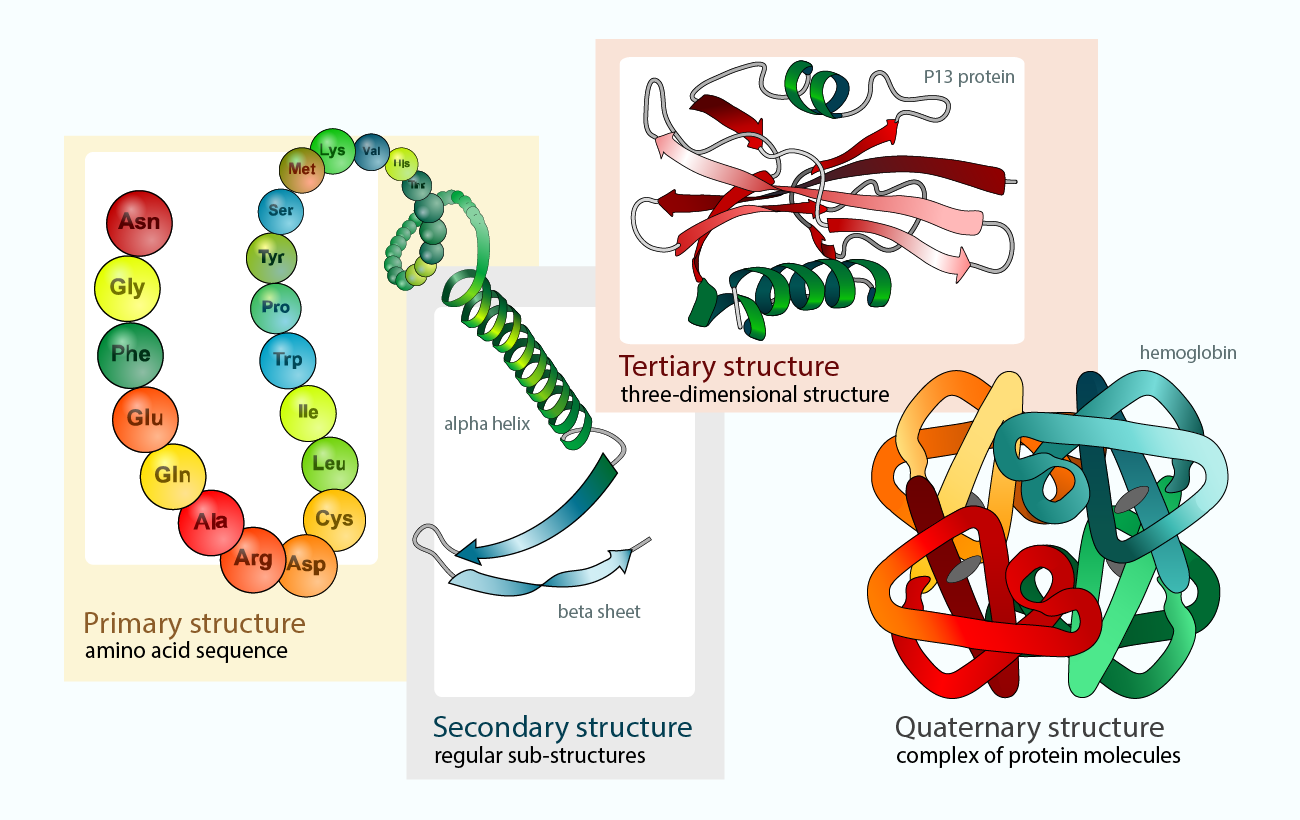 Asn
Gly
Phe
Glu
Gln
Ala
Arg
Asp
Cys
Leu
Ile
Trp
Pro
Tyr
Ser
Met
Lys
Val
His
Primary structure
amino acid sequence
alpha helix
beta sheet
Secondary structure
regular sub-structures
P13 protein
Tertiary structure
three-dimensional structure
hemoglobin
Quaternary structure
complex of protein molecules